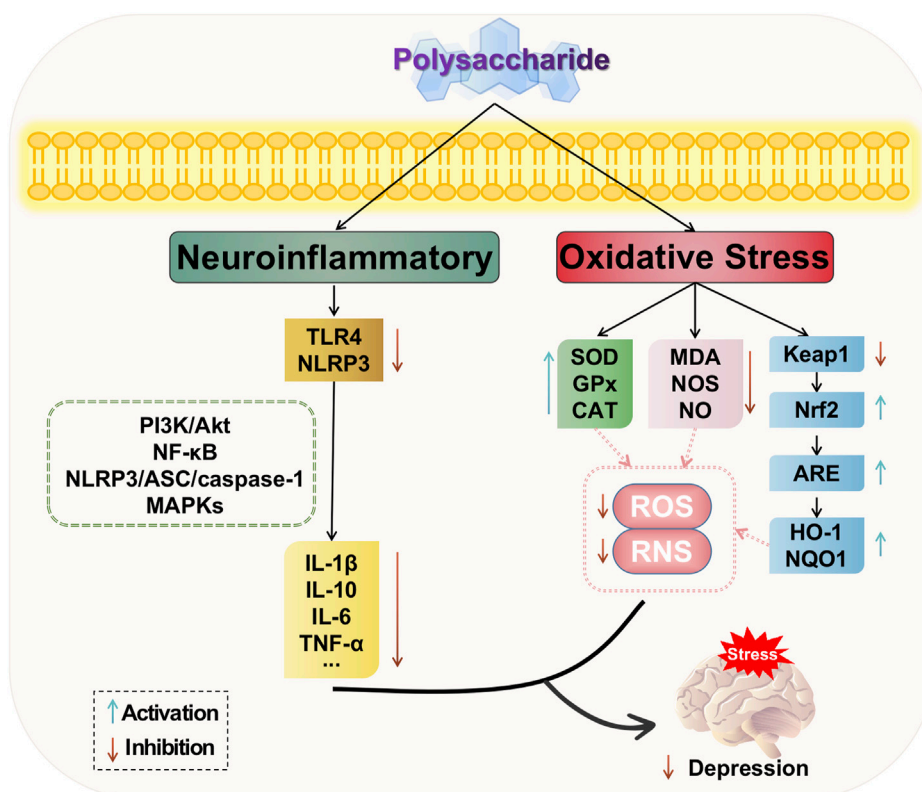 Polysaccharide
Neuroinflammatory
Oxidative Stress
TLR4
NLRP3
PI3K/Akt
NF-κB
NLRP3/ASC/caspase-1
MAPKs
IL-1β
IL-10
IL-6
TNF-α
...
SOD
GPx
CAT
MDA
NOS
NO
Keap1
Nrf2
ARE
HO-1
NQO1
ROS
RNS
Stress
Depression
Activation
Inhibition